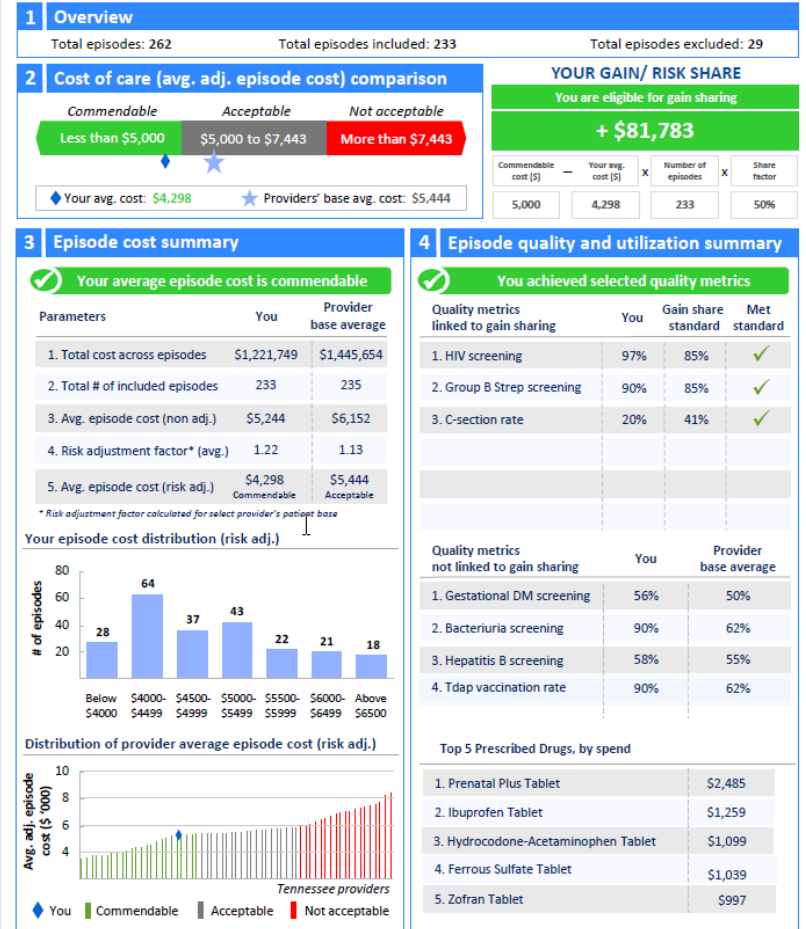 1 Overview
Total episodes: 262 Total episodes included: 233 Total episodes excluded: 29
2 Cost of care (avg. adj. episode cost) comparison
Commendable Acceptable Not acceptable
Less than $5,000 $5,000 to $7,443 More than $7,443
Your avg. cost: $4,298 Providers' base avg. cost: $5,444
YOUR GAIN/ RISK SHARE
You are eligible for gain sharing
+ $81,783
Commendable cost ($) — Your avg. cost ($) X Number of episodes X Share factor
5,000 4,298 233 50%
3 Episode cost summary
Your average episode cost is commendable
Parameters You Provider base average
1. Total cost across episodes $1,221,749 $1,445,654
2. Total # of included episodes 233 235
3. Avg. episode cost (non adj.) $5,244 $6,152
4. Risk adjustment factor* (avg.) 1.22 1.13
5. Avg. episode cost (risk adj.) $4,298 Commendable $5,444 Acceptable
* Risk adjustment factor calculated for select provider's patient base
Your episode cost distribution (risk adj.)
# of episodes
80
60
40
20
28 64 37 43 22 21 18
Below $4000 $4000-$4499 $4500-$4999 $5000-$5499 $5500-$5999 $6000-$6499 Above $6500
Distribution of provider average episode cost (risk adj.)
Avg. adj. episode cost ($ '000)
10
8
6
4
Tennessee providers
You Commendable Acceptable Not acceptable
4 Episode quality and utilization summary
You achieved selected quality metrics
Quality metrics linked to gain sharing You Gain share standard Met standard
1. HIV screening 97% 85% ✓
2. Group B Strep screening 90% 85% ✓
3. C-section rate 20% 41% ✓
Quality metrics not linked to gain sharing You Provider base average
1. Gestational DM screening 56% 50%
2. Bacteriuria screening 90% 62%
3. Hepatitis B screening 58% 55%
4. Tdap vaccination rate 90% 62%
Top 5 Prescribed Drugs, by spend
1. Prenatal Plus Tablet $2,485
2. Ibuprofen Tablet $1,259
3. Hydrocodone-Acetaminophen Tablet $1,099
4. Ferrous Sulfate Tablet $1,039
5. Zofran Tablet $997